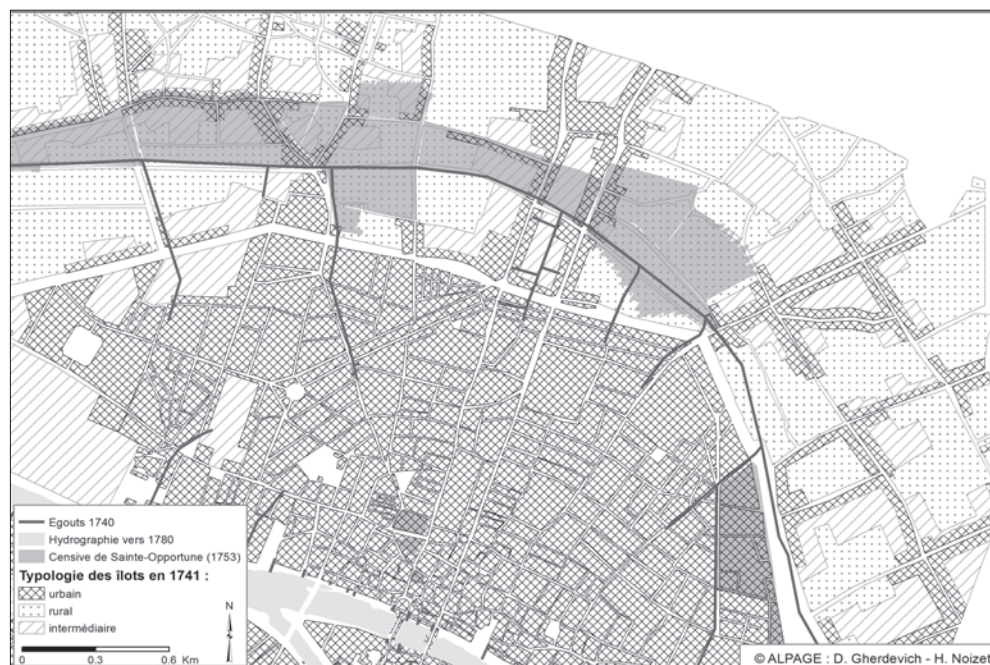 Egouts 1740
Hydrographie vers 1780
Censive de Sainte-Opportune (1753)
Typologie des îlots en 1741 :
urbain
rural
intermédiaire
N
0 0.3 0.6 Km
© ALPAGE : D. Gherdevich - H. Noizet